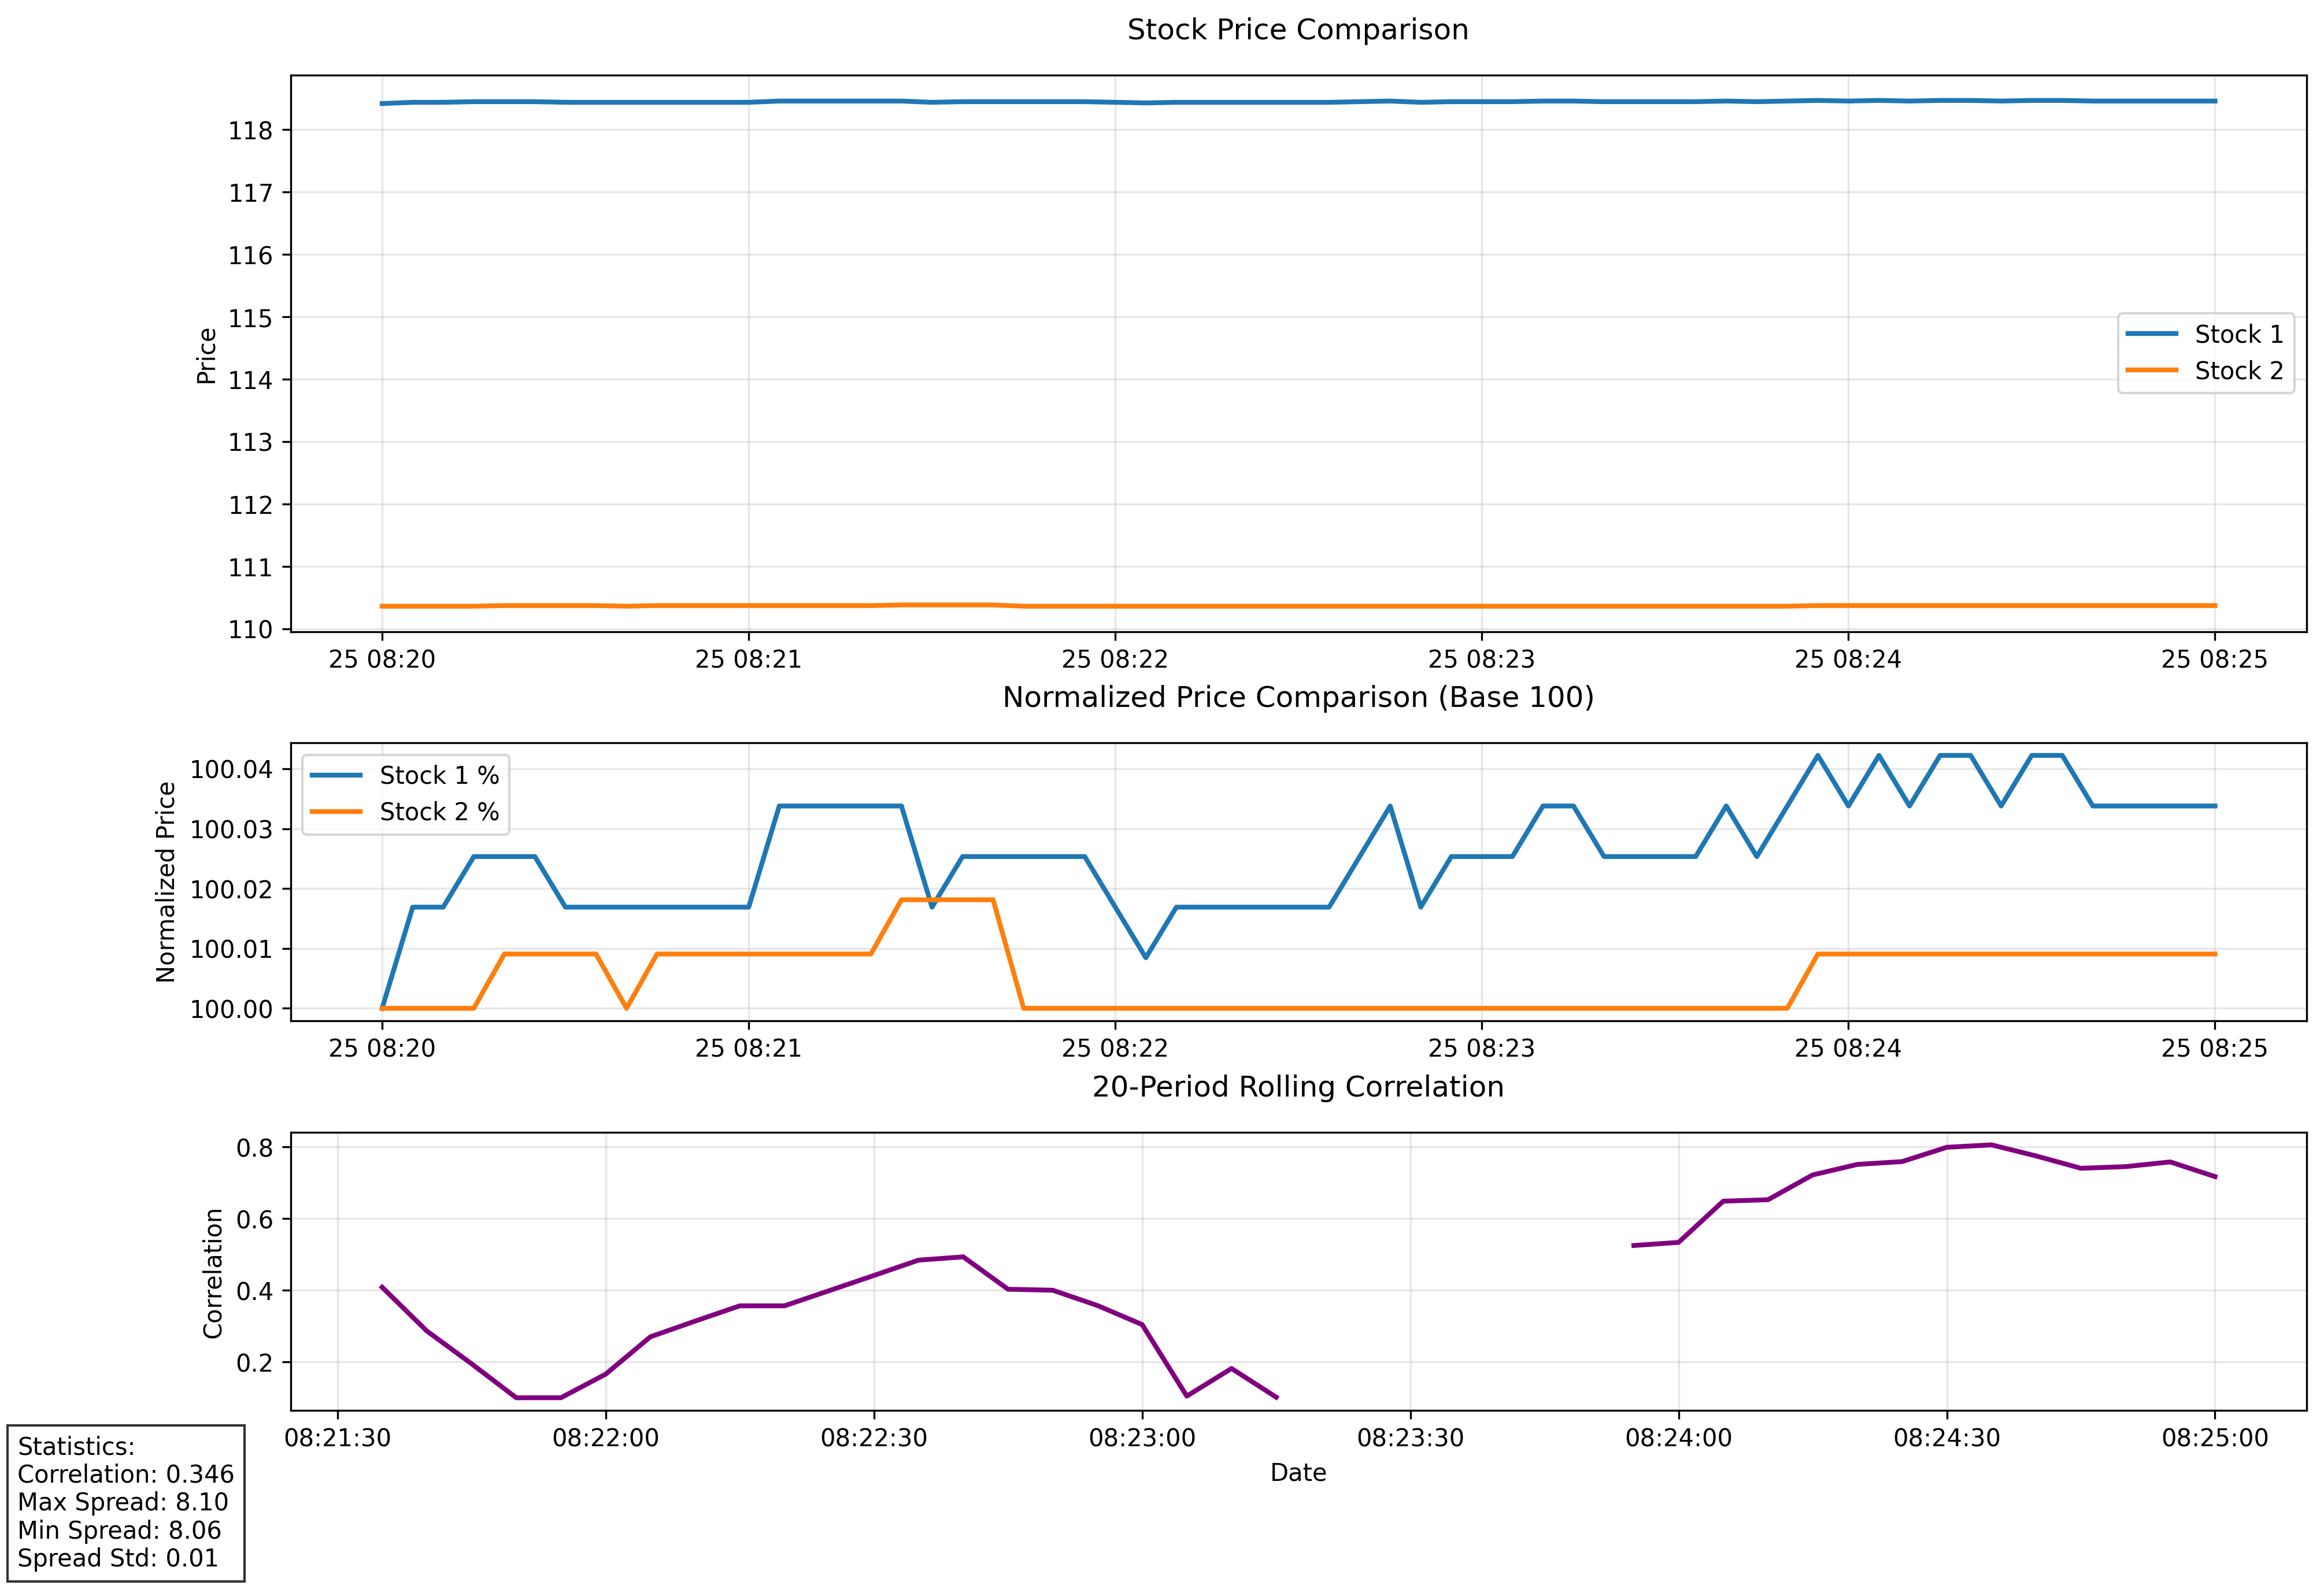 Stock Price Comparison
118
117
116
115
114
113
112
111
110
Price
Stock 1
Stock 2
25 08:20
25 08:21
25 08:22
25 08:23
25 08:24
25 08:25
Normalized Price Comparison (Base 100)
100.04
100.03
100.02
100.01
100.00
Normalized Price
Stock 1 %
Stock 2 %
25 08:20
25 08:21
25 08:22
25 08:23
25 08:24
25 08:25
20-Period Rolling Correlation
0.8
0.6
0.4
0.2
Correlation
08:21:30
08:22:00
08:22:30
08:23:00
08:23:30
08:24:00
08:24:30
08:25:00
Date
Statistics:
Correlation: 0.346
Max Spread: 8.10
Min Spread: 8.06
Spread Std: 0.01